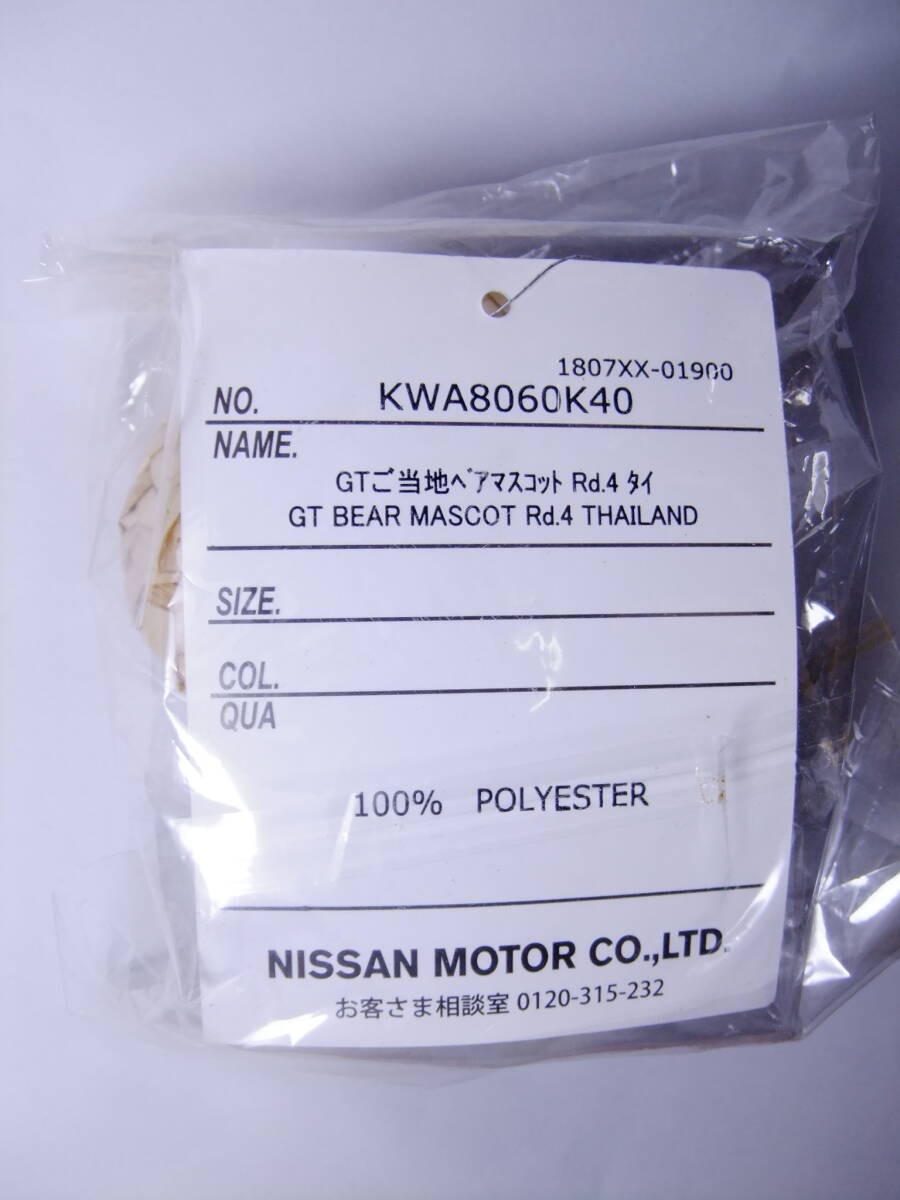 1807XX-01900
NO. KWA8060K40
NAME.
GTご当地ﾍﾞｱﾏｽｺｯﾄ Rd.4 ﾀｲ
GT BEAR MASCOT Rd.4 THAILAND
SIZE.
COL.
QUA
100% POLYESTER
NISSAN MOTOR CO.,LTD.
お客さま相談室 0120-315-232